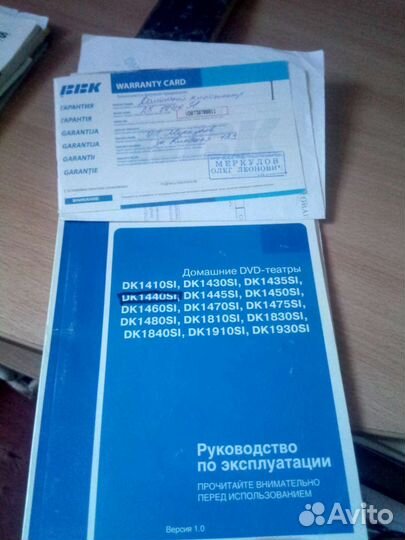 BBK
WARRANTY CARD
ГАРАНТИЯ
ГАРАНТІЯ
GARANTIJA
GARANTIJA
GARANTII
GARANTIE
ВНИМАНИЕ
МЕРКУЛОВ
ОЛЕГ ЛЕОНОВИЧ
Домашние DVD-театры
DK1410SI, DK1430SI, DK1435SI,
DK1440SI, DK1445SI, DK1450SI,
DK1460SI, DK1470SI, DK1475SI,
DK1480SI, DK1810SI, DK1830SI,
DK1840SI, DK1910SI, DK1930SI
Руководство
по эксплуатации
ПРОЧИТАЙТЕ ВНИМАТЕЛЬНО
ПЕРЕД ИСПОЛЬЗОВАНИЕМ
Версия 1.0
Avito